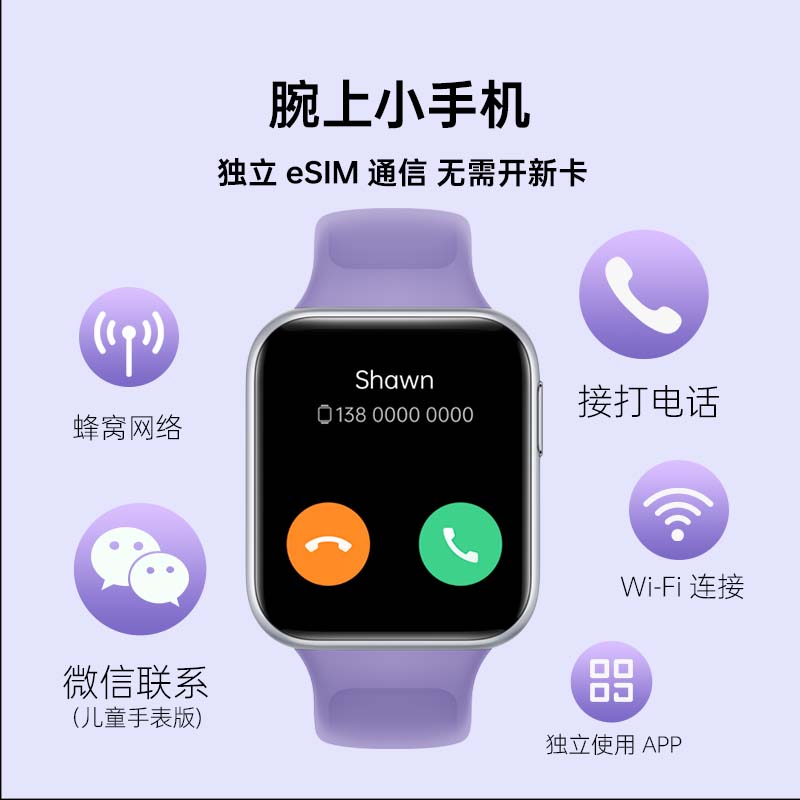 腕上小手机
独立 eSIM 通信 无需开新卡
Shawn
138 0000 0000
蜂窝网络
接打电话
Wi-Fi 连接
微信联系
(儿童手表版)
独立使用 APP